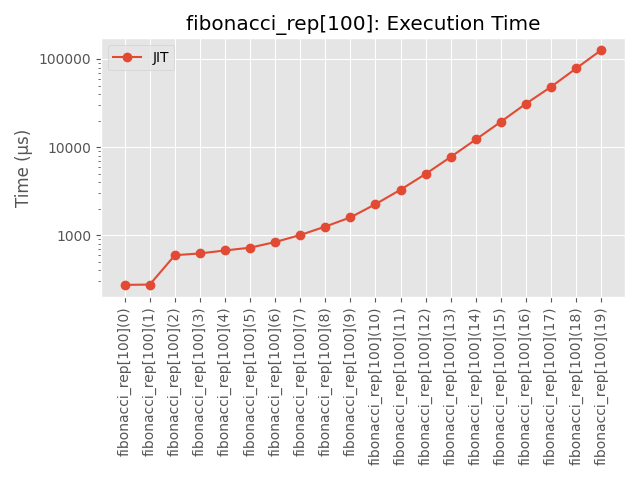 fibonacci_rep[100]: Execution Time
JIT
Time (μs)
100000
10000
1000
fibonacci_rep[100](0)
fibonacci_rep[100](1)
fibonacci_rep[100](2)
fibonacci_rep[100](3)
fibonacci_rep[100](4)
fibonacci_rep[100](5)
fibonacci_rep[100](6)
fibonacci_rep[100](7)
fibonacci_rep[100](8)
fibonacci_rep[100](9)
fibonacci_rep[100](10)
fibonacci_rep[100](11)
fibonacci_rep[100](12)
fibonacci_rep[100](13)
fibonacci_rep[100](14)
fibonacci_rep[100](15)
fibonacci_rep[100](16)
fibonacci_rep[100](17)
fibonacci_rep[100](18)
fibonacci_rep[100](19)